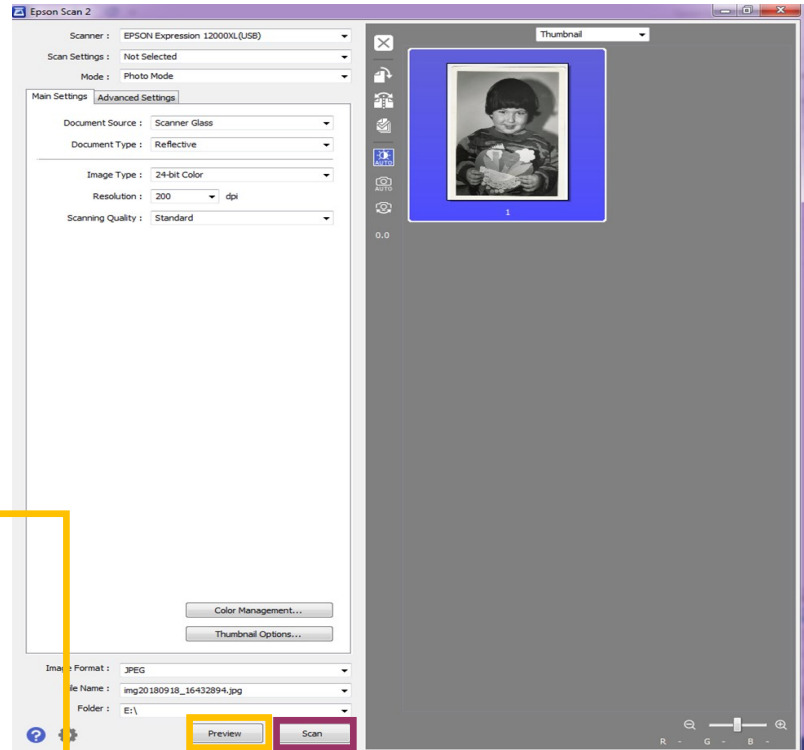 Epson Scan 2
Scanner : EPSON Expression 12000XL(USB)
Scan Settings : Not Selected
Mode : Photo Mode
Main Settings Advanced Settings
Document Source : Scanner Glass
Document Type : Reflective
Image Type : 24-bit Color
Resolution : 200 dpi
Scanning Quality : Standard
Color Management...
Thumbnail Options...
Image Format : JPEG
File Name : img20180918_16432894.jpg
Folder : E:\
Preview Scan
Thumbnail
AUTO
AUTO
0.0
1
R - G - B -